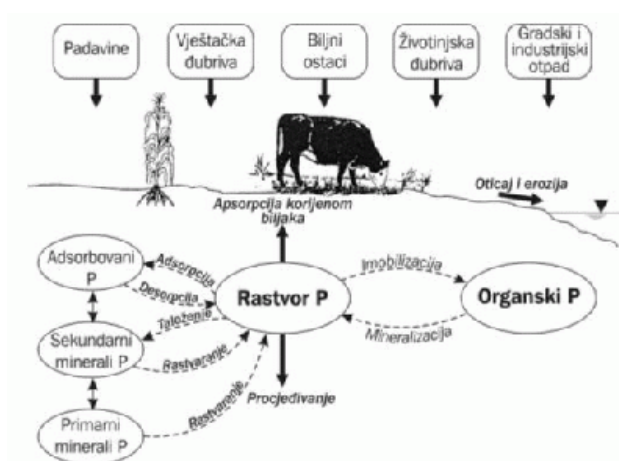 Padavine
Vještačka
đubriva
Biljni
ostaci
Životinjska
đubriva
Gradski i
industrijski
otpad
Oticaj i erozija
Apsorpcija korijenom
biljaka
Adsorbovani
P
Adsorpcija
Desorpcija
Taloženje
Rastvor P
Imobilizacija
Mineralizacija
Organski P
Sekundarni
minerali P
Rastvaranje
Rastvaranje
Procjeđivanje
Primarni
minerali P